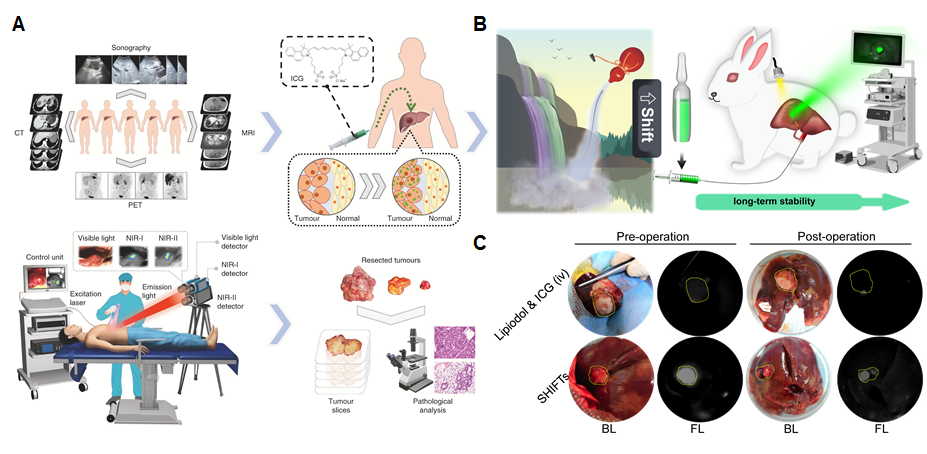 A
Sonography
CT
MRI
PET
ICG
Tumour
Normal
Tumour
Normal
Visible light
NIR-I
NIR-II
Control unit
Excitation
laser
Emission
light
Visible light
detector
NIR-I
detector
NIR-II
detector
Resected tumours
Tumour
slices
Pathological
analysis
B
⇧ Shift
long-term stability
C
Pre-operation
Post-operation
Lipiodol & ICG (iv)
SHIFTs
BL
FL
BL
FL